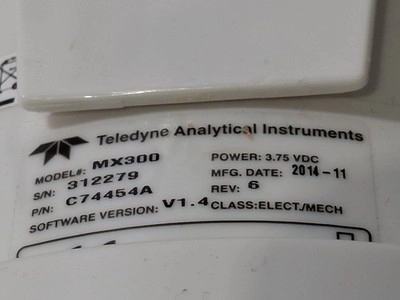 Teledyne Analytical Instruments
MODEL#: MX300 POWER: 3.75 VDC
S/N: 312279 MFG. DATE: 2014-11
P/N: C74454A REV: 6
SOFTWARE VERSION: V1.4 CLASS:ELECT./MECH